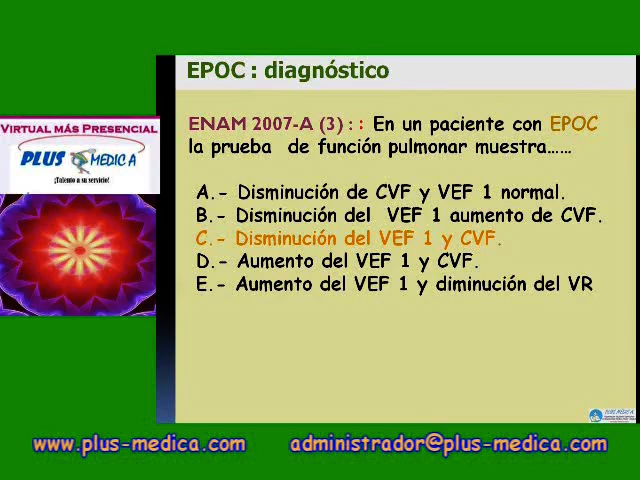 EPOC : diagnóstico
VIRTUAL MÁS PRESENCIAL
PLUS MEDICA
¡Talento a su servicio!
ENAM 2007-A (3) : : En un paciente con EPOC
la prueba de función pulmonar muestra......
A.- Disminución de CVF y VEF 1 normal.
B.- Disminución del VEF 1 aumento de CVF.
C.- Disminución del VEF 1 y CVF.
D.- Aumento del VEF 1 y CVF.
E.- Aumento del VEF 1 y diminución del VR
PLUS MEDICA
www.plus-medica.com administrador@plus-medica.com